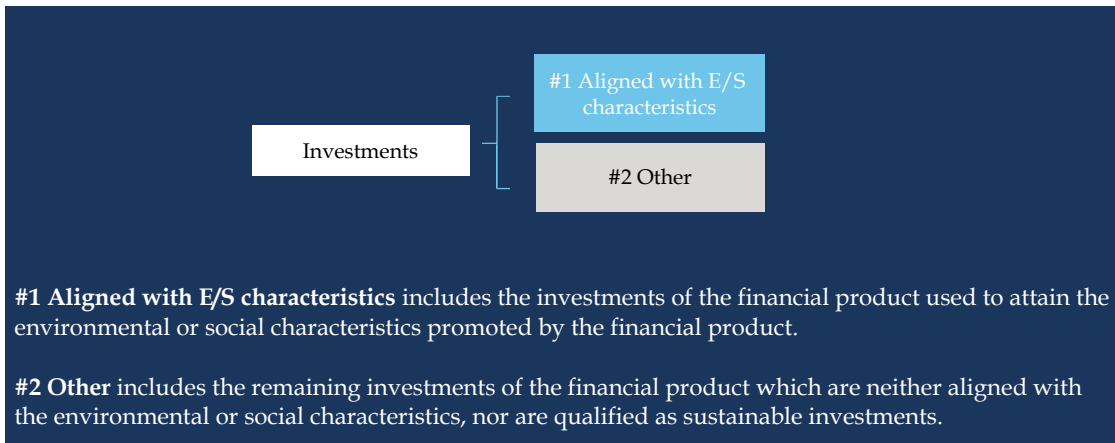 #1 Aligned with E/S
characteristics
Investments
#2 Other
#1 Aligned with E/S characteristics includes the investments of the financial product used to attain the
environmental or social characteristics promoted by the financial product.
#2 Other includes the remaining investments of the financial product which are neither aligned with
the environmental or social characteristics, nor are qualified as sustainable investments.